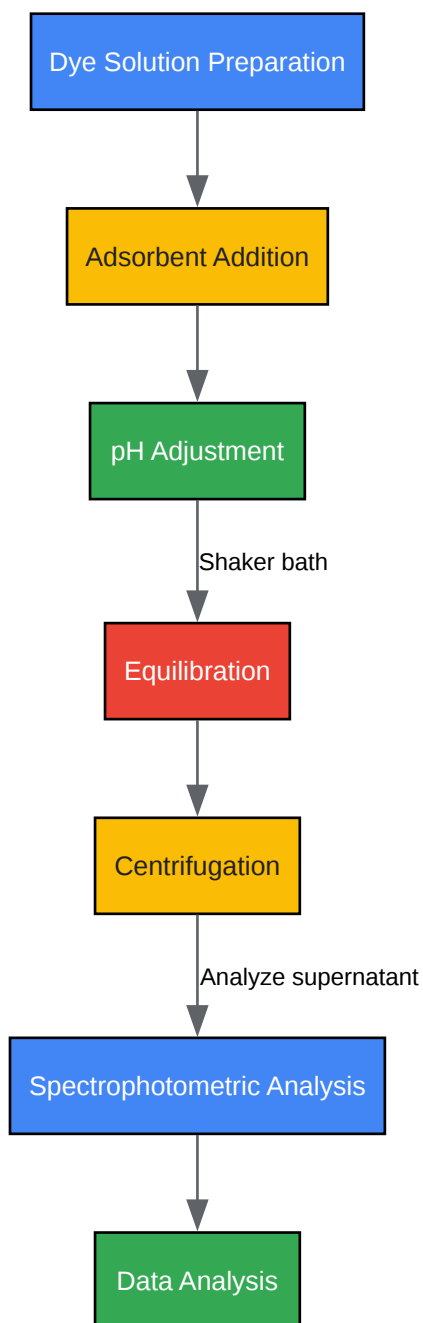 Dye Solution Preparation
Adsorbent Addition
pH Adjustment
Shaker bath
Equilibration
Centrifugation
Analyze supernatant
Spectrophotometric Analysis
Data Analysis